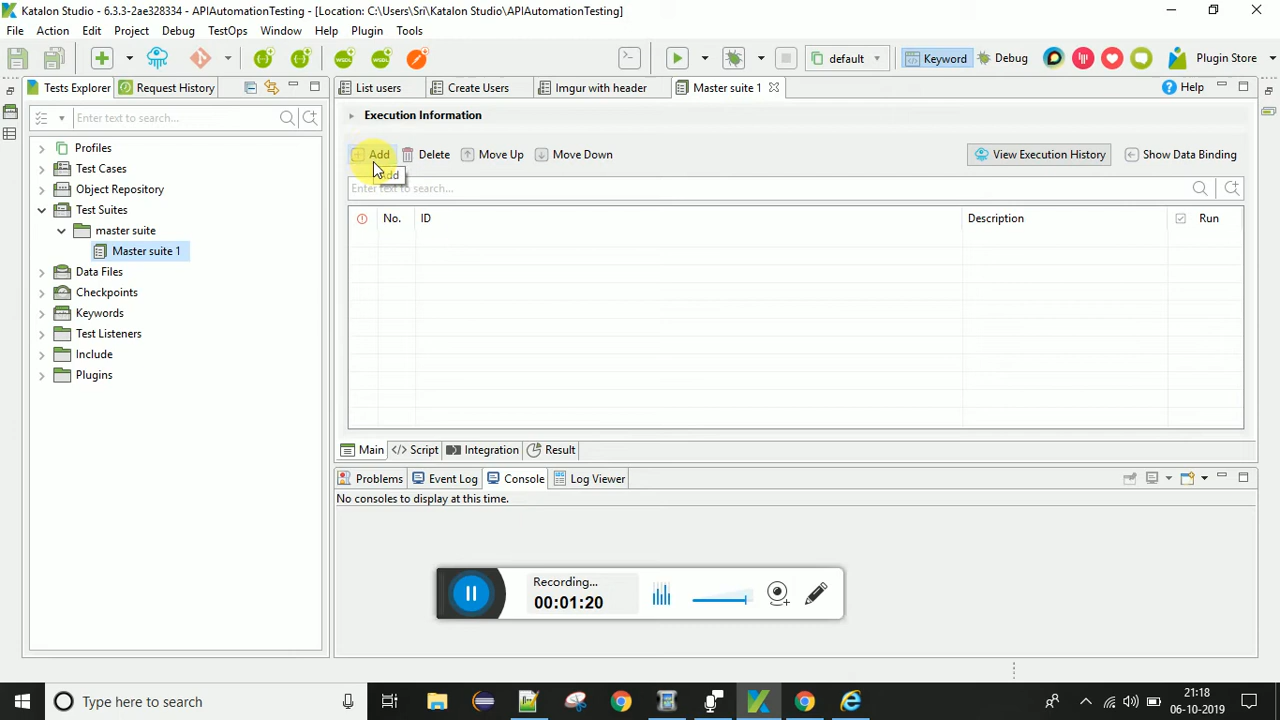 Katalon Studio - 6.3.3-2ae328334 - APIAutomationTesting - [Location: C:\Users\Sri\Katalon Studio\APIAutomationTesting]
File Action Edit Project Debug TestOps Window Help Plugin Tools
default Keyword Debug Plugin Store
Tests Explorer Request History
List users Create Users Imgur with header Master suite 1 Help
Enter text to search...
Execution Information
Profiles
Test Cases
Object Repository
Test Suites
master suite
Master suite 1
Data Files
Checkpoints
Keywords
Test Listeners
Include
Plugins
Add Delete Move Up Move Down View Execution History Show Data Binding
Enter text to search...
No. ID Description Run
Main </> Script Integration Result
Problems Event Log Console Log Viewer
No consoles to display at this time.
Recording...
00:01:20
Type here to search
21:18
06-10-2019